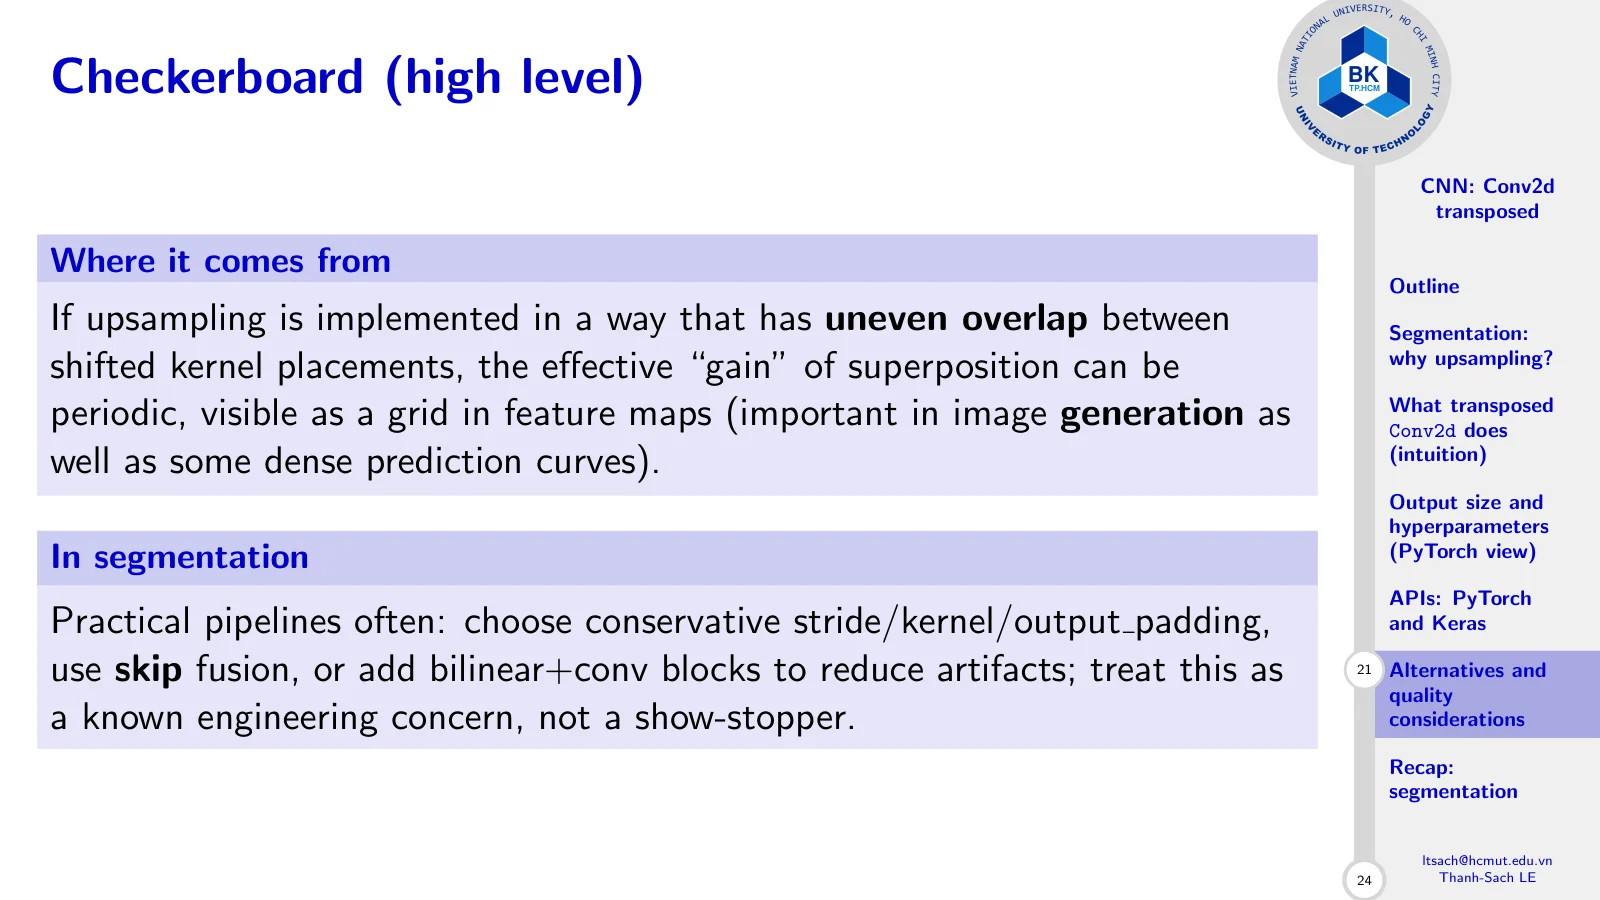 Checkerboard (high level)
Where it comes from
If upsampling is implemented in a way that has uneven overlap between
shifted kernel placements, the effective “gain” of superposition can be
periodic, visible as a grid in feature maps (important in image generation as
well as some dense prediction curves).
In segmentation
Practical pipelines often: choose conservative stride/kernel/output_padding,
use skip fusion, or add bilinear+conv blocks to reduce artifacts; treat this as
a known engineering concern, not a show-stopper.
VIETNAM NATIONAL UNIVERSITY, HO CHI MINH CITY
BK
TP.HCM
UNIVERSITY OF TECHNOLOGY
CNN: Conv2d
transposed
Outline
Segmentation:
why upsampling?
What transposed
Conv2d does
(intuition)
Output size and
hyperparameters
(PyTorch view)
APIs: PyTorch
and Keras
21
Alternatives and
quality
considerations
Recap:
segmentation
ltsach@hcmut.edu.vn
Thanh-Sach LE
24